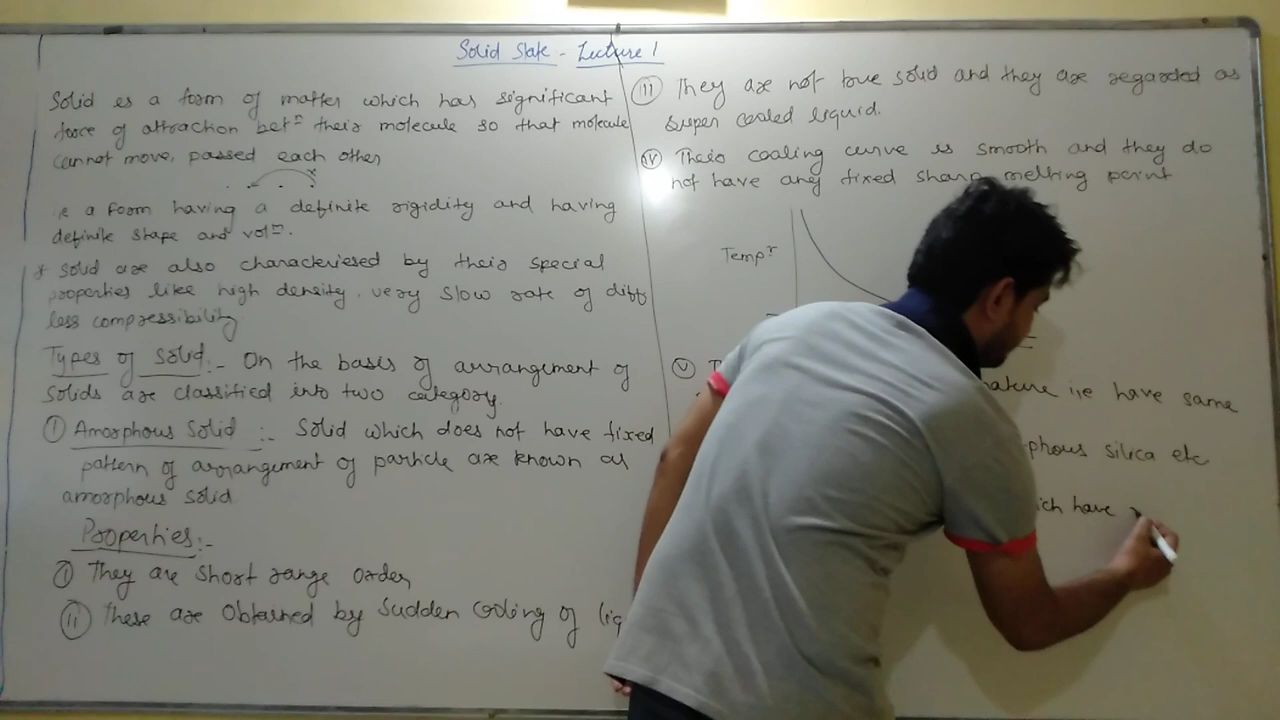 Solid State - Lecture 1
Solid es a form of matter which has significant
force of attraction betn their molecule so that molecule
cannot move, passed each other
a form having a definite rigidity and having
definite shape and voln.
* Solid are also characteriesed by their special
properties like high density, very slow rate of diff
less compressibility
Types of Solid :- On the basis of arrangement of
Solids are classified into two category.
(I) Amorphous Solid :- Solid which does not have fixed
pattern of arrangement of particle are known as
amorphous solid
Properties:-
(I) They are short range order,
(II) These are Obtained by Sudden Cooling of liq
(III) They are not true solid and they are regarded as
super cooled liquid.
(IV) Their cooling curve is smooth and they do
not have any fixed sharp melting point
Tempr
(V)
nature i.e have same
phous silica etc
ich have